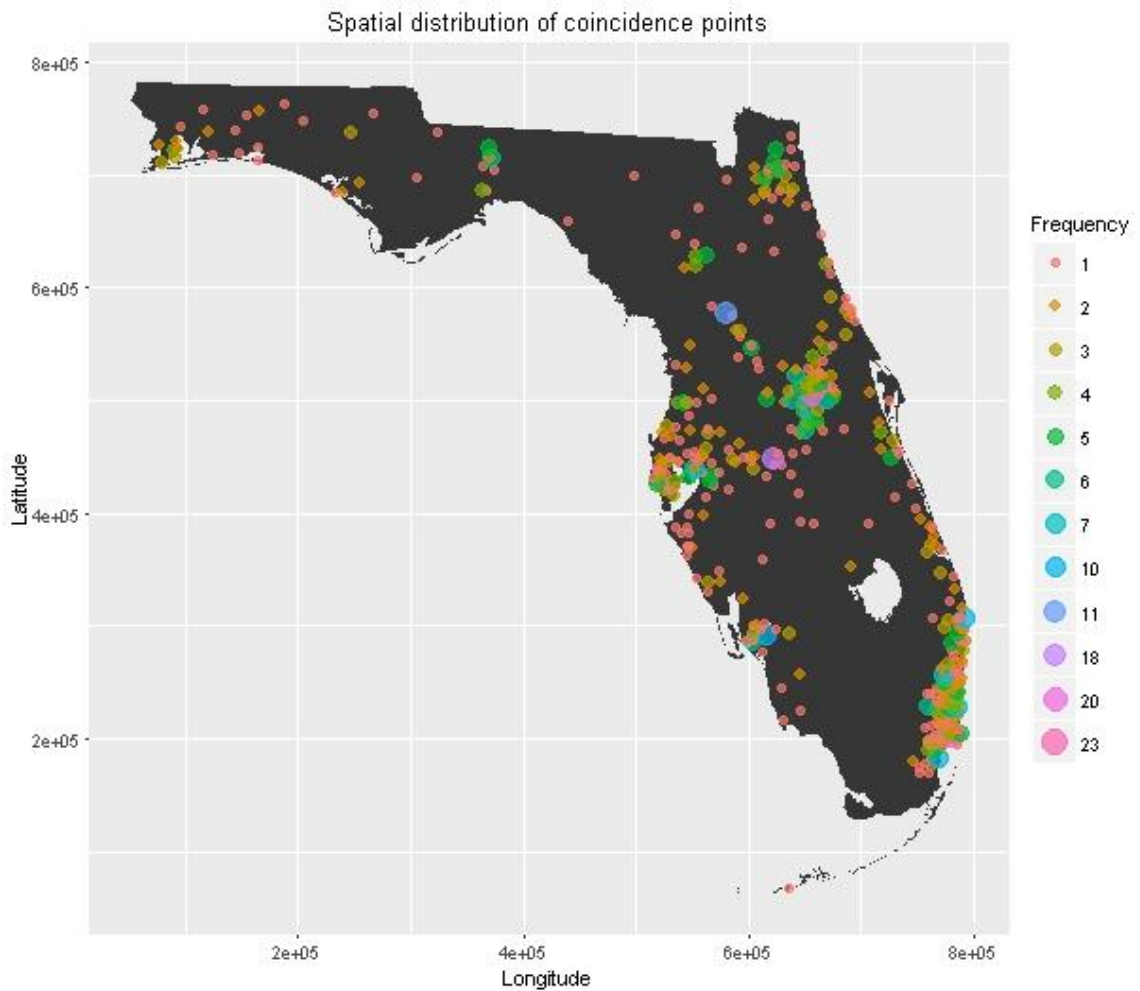 Spatial distribution of coincidence points
8e+05
6e+05
4e+05
2e+05
Latitude
2e+05
4e+05
6e+05
8e+05
Longitude
Frequency
1
2
3
4
5
6
7
10
11
18
20
23